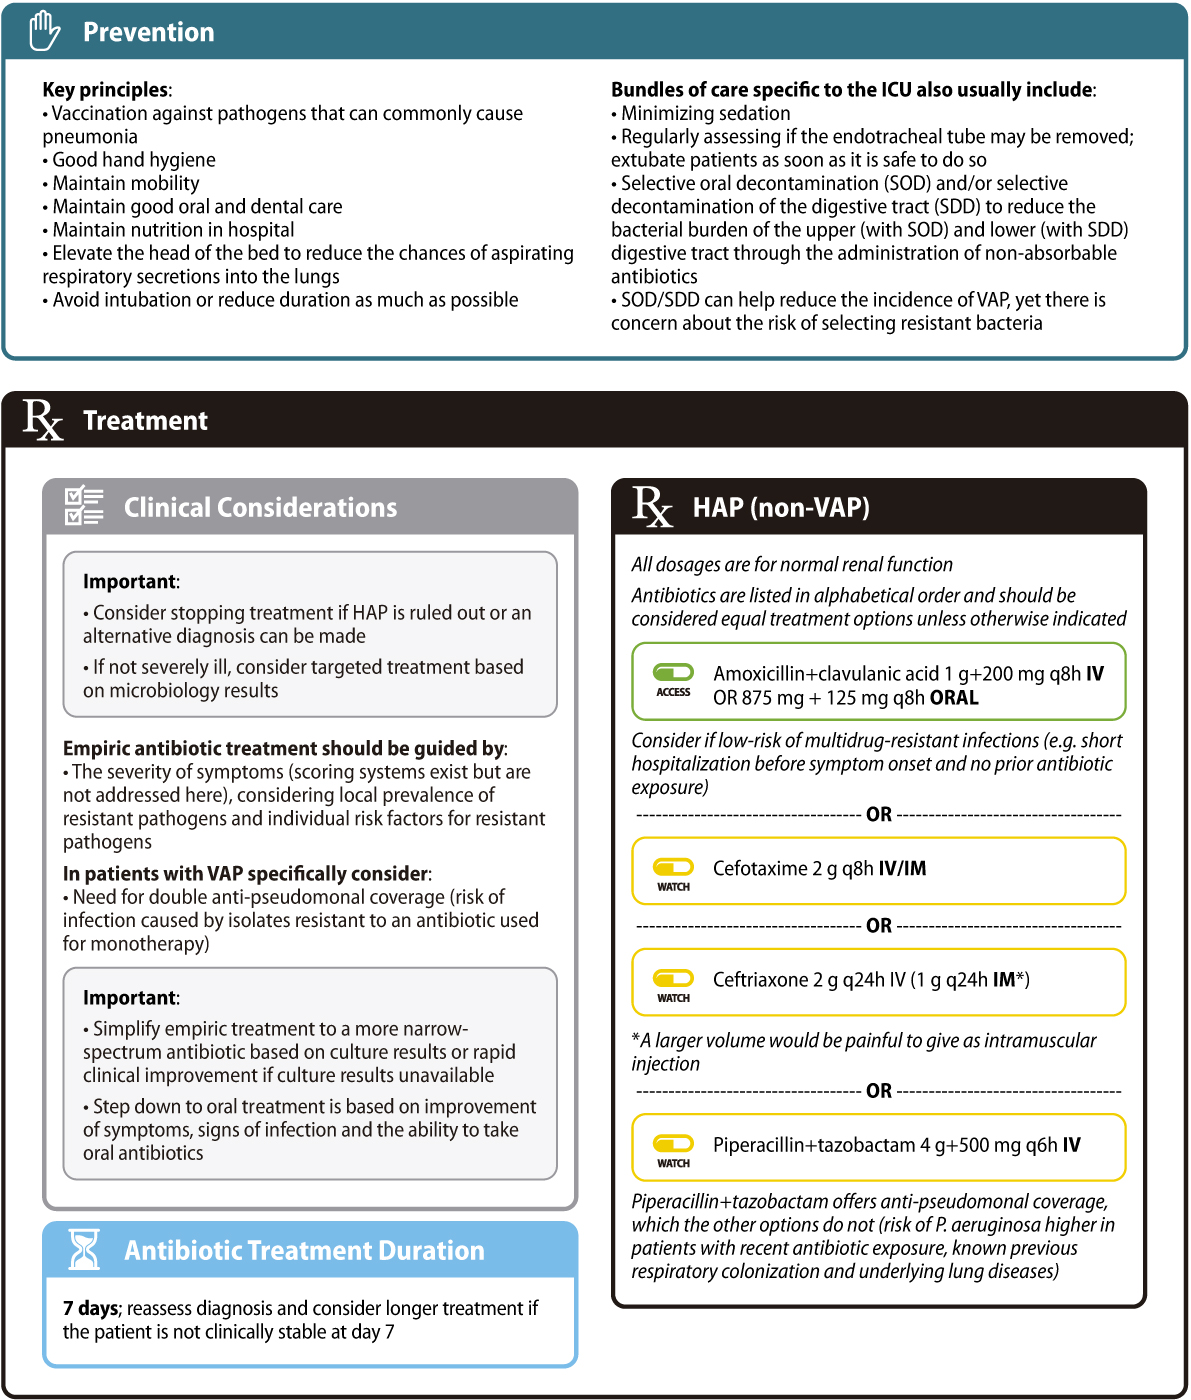 Prevention
Key principles:
• Vaccination against pathogens that can commonly cause
pneumonia
• Good hand hygiene
• Maintain mobility
• Maintain good oral and dental care
• Maintain nutrition in hospital
• Elevate the head of the bed to reduce the chances of aspirating
respiratory secretions into the lungs
• Avoid intubation or reduce duration as much as possible
Bundles of care specific to the ICU also usually include:
• Minimizing sedation
• Regularly assessing if the endotracheal tube may be removed;
extubate patients as soon as it is safe to do so
• Selective oral decontamination (SOD) and/or selective
decontamination of the digestive tract (SDD) to reduce the
bacterial burden of the upper (with SOD) and lower (with SDD)
digestive tract through the administration of non-absorbable
antibiotics
• SOD/SDD can help reduce the incidence of VAP, yet there is
concern about the risk of selecting resistant bacteria
Rx Treatment
Clinical Considerations
Important:
• Consider stopping treatment if HAP is ruled out or an
alternative diagnosis can be made
• If not severely ill, consider targeted treatment based
on microbiology results
Empiric antibiotic treatment should be guided by:
• The severity of symptoms (scoring systems exist but are
not addressed here), considering local prevalence of
resistant pathogens and individual risk factors for resistant
pathogens
In patients with VAP specifically consider:
• Need for double anti-pseudomonal coverage (risk of
infection caused by isolates resistant to an antibiotic used
for monotherapy)
Important:
• Simplify empiric treatment to a more narrow-
spectrum antibiotic based on culture results or rapid
clinical improvement if culture results unavailable
• Step down to oral treatment is based on improvement
of symptoms, signs of infection and the ability to take
oral antibiotics
Antibiotic Treatment Duration
7 days; reassess diagnosis and consider longer treatment if
the patient is not clinically stable at day 7
Rx HAP (non-VAP)
All dosages are for normal renal function
Antibiotics are listed in alphabetical order and should be
considered equal treatment options unless otherwise indicated
ACCESS
Amoxicillin+clavulanic acid 1 g+200 mg q8h IV
OR 875 mg + 125 mg q8h ORAL
Consider if low-risk of multidrug-resistant infections (e.g. short
hospitalization before symptom onset and no prior antibiotic
exposure)
----------------------------------- OR -----------------------------------
WATCH
Cefotaxime 2 g q8h IV/IM
----------------------------------- OR -----------------------------------
WATCH
Ceftriaxone 2 g q24h IV (1 g q24h IM*)
*A larger volume would be painful to give as intramuscular
injection
----------------------------------- OR -----------------------------------
WATCH
Piperacillin+tazobactam 4 g+500 mg q6h IV
Piperacillin+tazobactam offers anti-pseudomonal coverage,
which the other options do not (risk of P. aeruginosa higher in
patients with recent antibiotic exposure, known previous
respiratory colonization and underlying lung diseases)